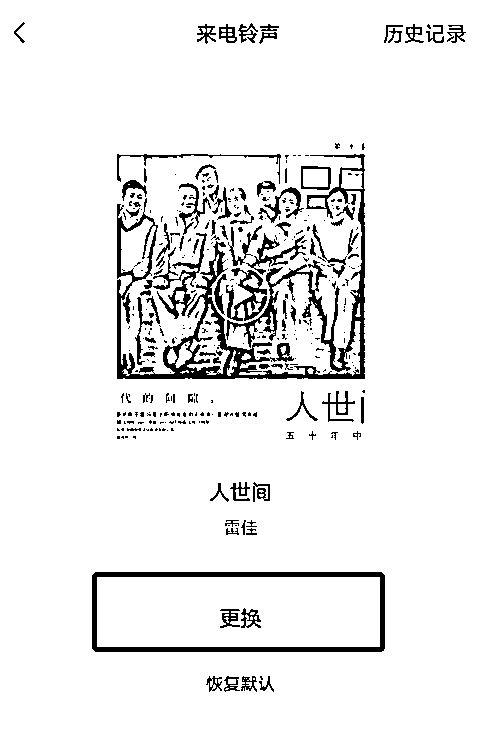 来电铃声
历史记录
代的间隙，
人世
五十年中
人世间
雷佳
更换
恢复默认